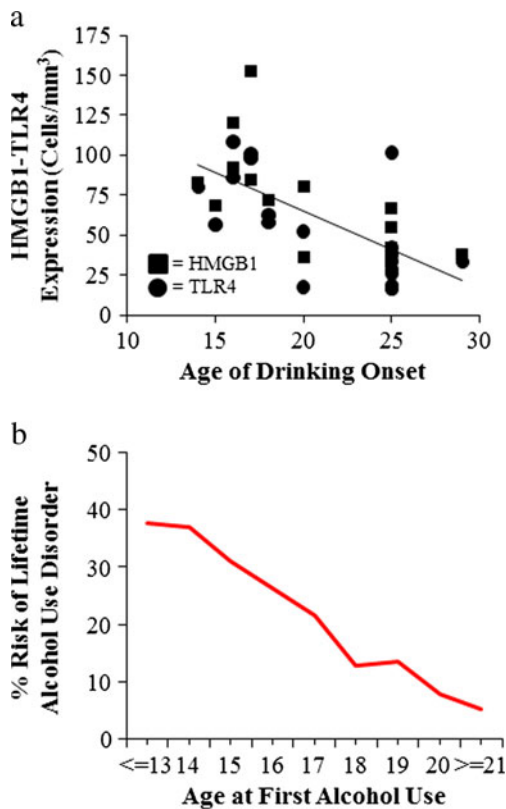 a
HMGB1-TLR4
Expression (Cells/mm³)
175
150
125
100
75
50
25
0
■ = HMGB1
● = TLR4
10 15 20 25 30
Age of Drinking Onset
b
% Risk of Lifetime
Alcohol Use Disorder
50
40
30
20
10
0
<=13 14 15 16 17 18 19 20 >=21
Age at First Alcohol Use